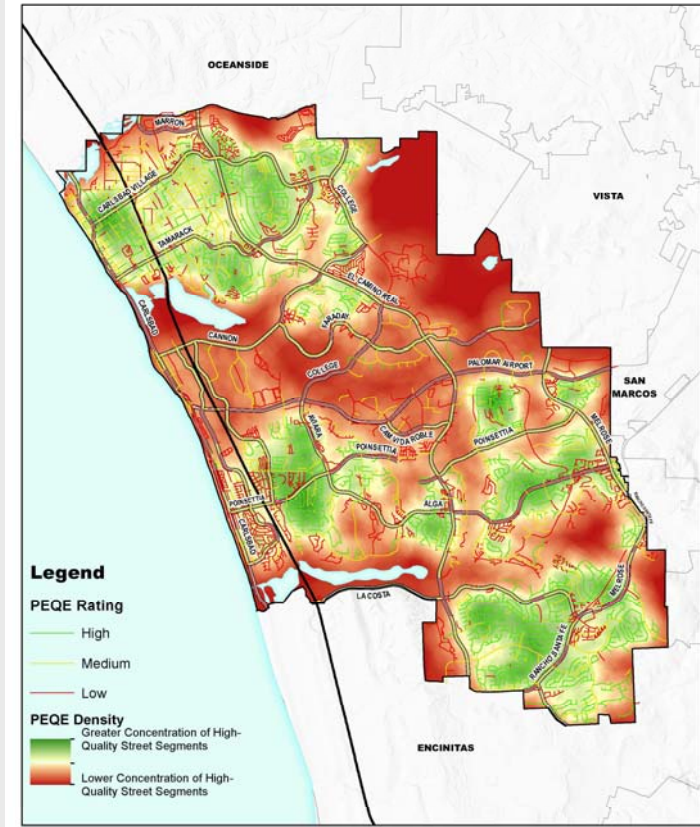 OCEANSIDE
MARRON
VISTA
CARLSBAD VILLAGE
COLLEGE
TAMARACK
EL CAMINO REAL
CARLSBAD
FARADAY
CANNON
COLLEGE
PALOMAR AIRPORT
SAN
MARCOS
AVIARA
CAM VIDA ROBLE
POINSETTIA
POINSETTIA
MELROSE
POINSETTIA
ALGA
CARLSBAD
LA COSTA
MELROSE
RANCHO SANTA FE
ENCINITAS
Legend
PEQE Rating
High
Medium
Low
PEQE Density
Greater Concentration of High-
Quality Street Segments
Lower Concentration of High-
Quality Street Segments